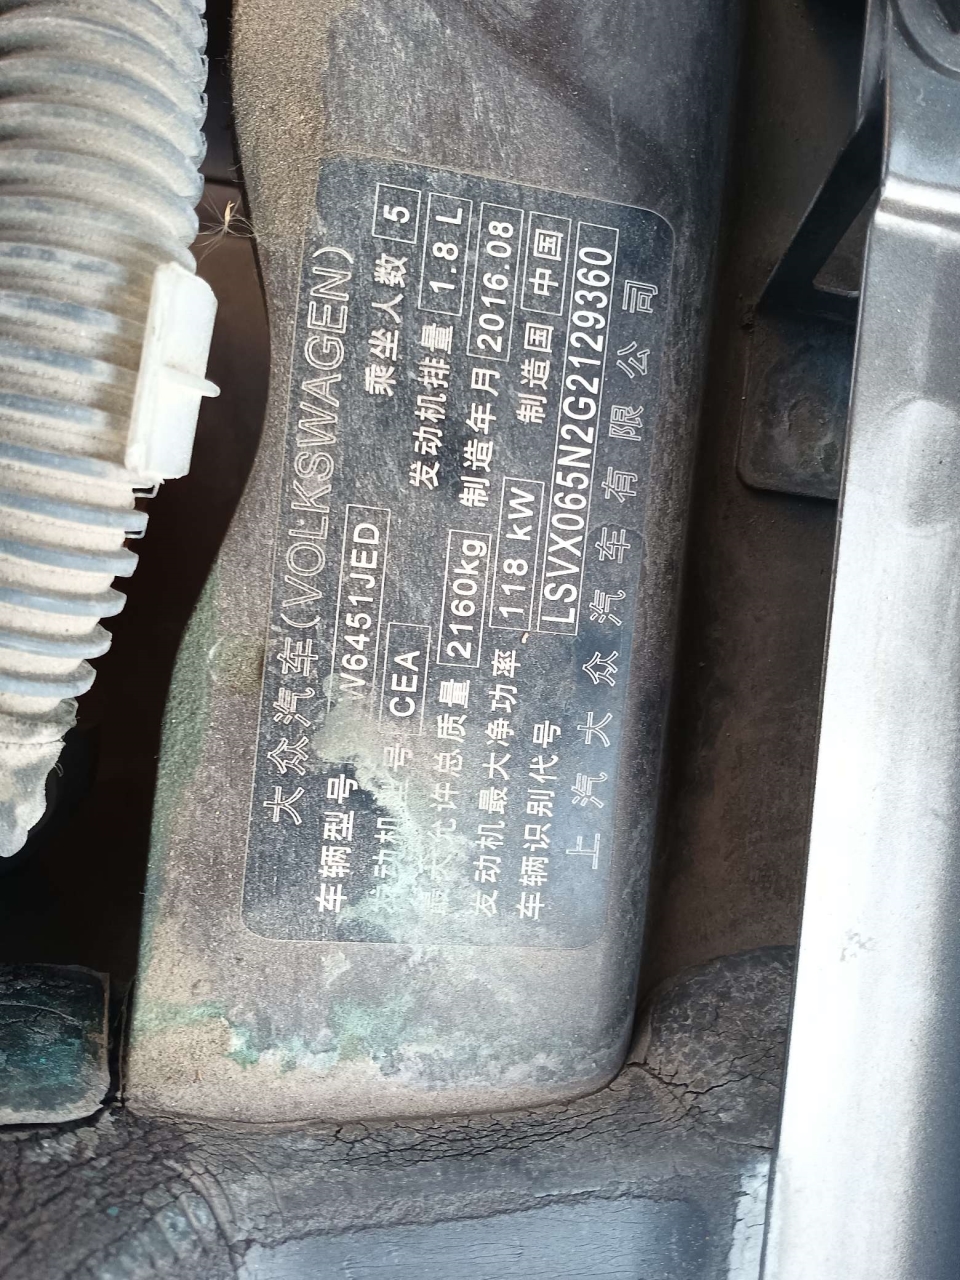 大众汽车(VOLKSWAGEN)
车辆型号 V6451JED 乘坐人数 5
发动机 号 CEA 发动机排量 1.8 L
最大允许总质量 2160kg 制造年月 2016.08
发动机最大净功率 118 kW 制造国 中国
车辆识别代号 LSVX065N2G2129360
上汽大众汽车有限公司